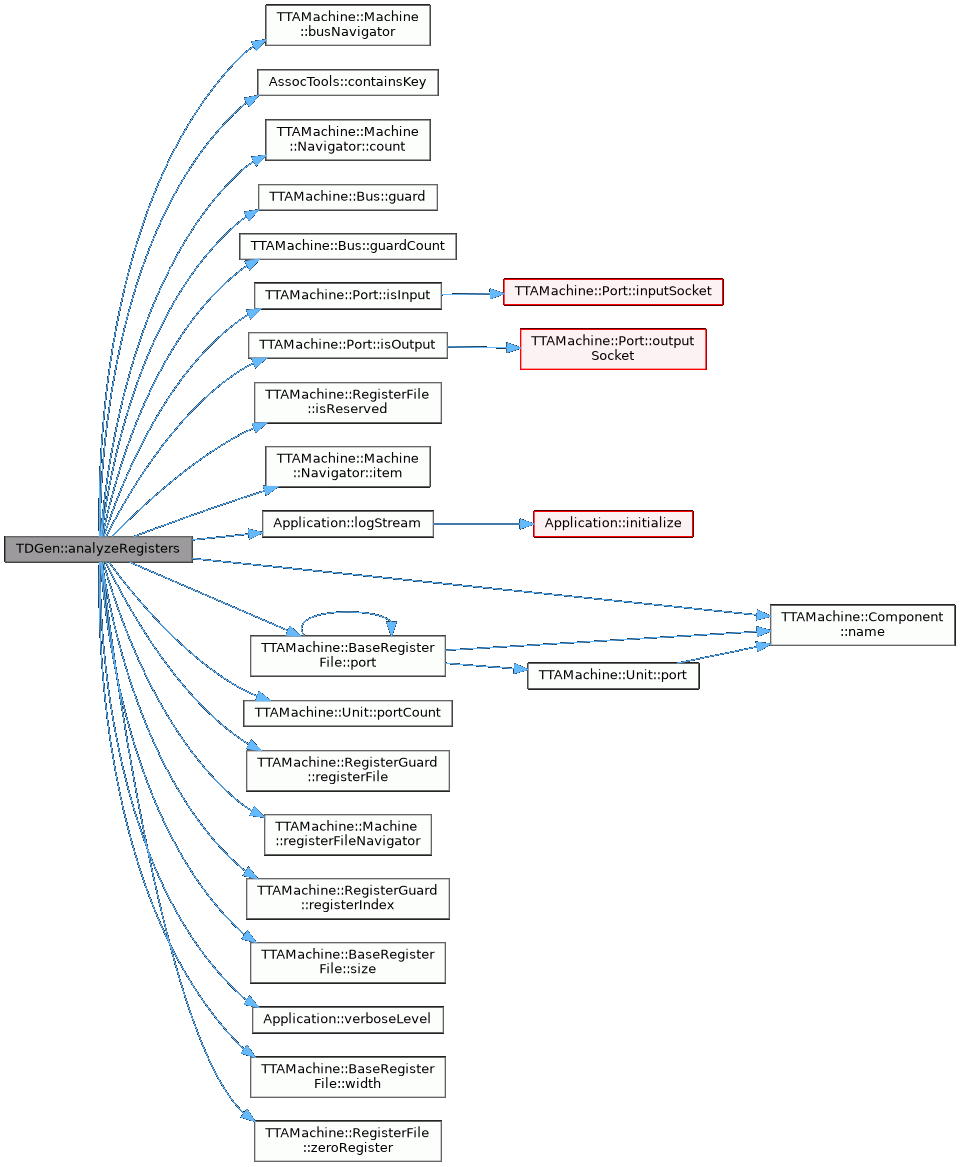 TTAMachine::Machine
::busNavigator
AssocTools::containsKey
TTAMachine::Machine
::Navigator::count
TTAMachine::Bus::guard
TTAMachine::Bus::guardCount
TTAMachine::Port::isInput
TTAMachine::Port::inputSocket
TTAMachine::Port::isOutput
TTAMachine::Port::output
Socket
TTAMachine::RegisterFile
::isReserved
TTAMachine::Machine
::Navigator::item
Application::logStream
Application::initialize
TDGen::analyzeRegisters
TTAMachine::Component
::name
TTAMachine::BaseRegister
File::port
TTAMachine::Unit::port
TTAMachine::Unit::portCount
TTAMachine::RegisterGuard
::registerFile
TTAMachine::Machine
::registerFileNavigator
TTAMachine::RegisterGuard
::registerIndex
TTAMachine::BaseRegister
File::size
Application::verboseLevel
TTAMachine::BaseRegister
File::width
TTAMachine::RegisterFile
::zeroRegister